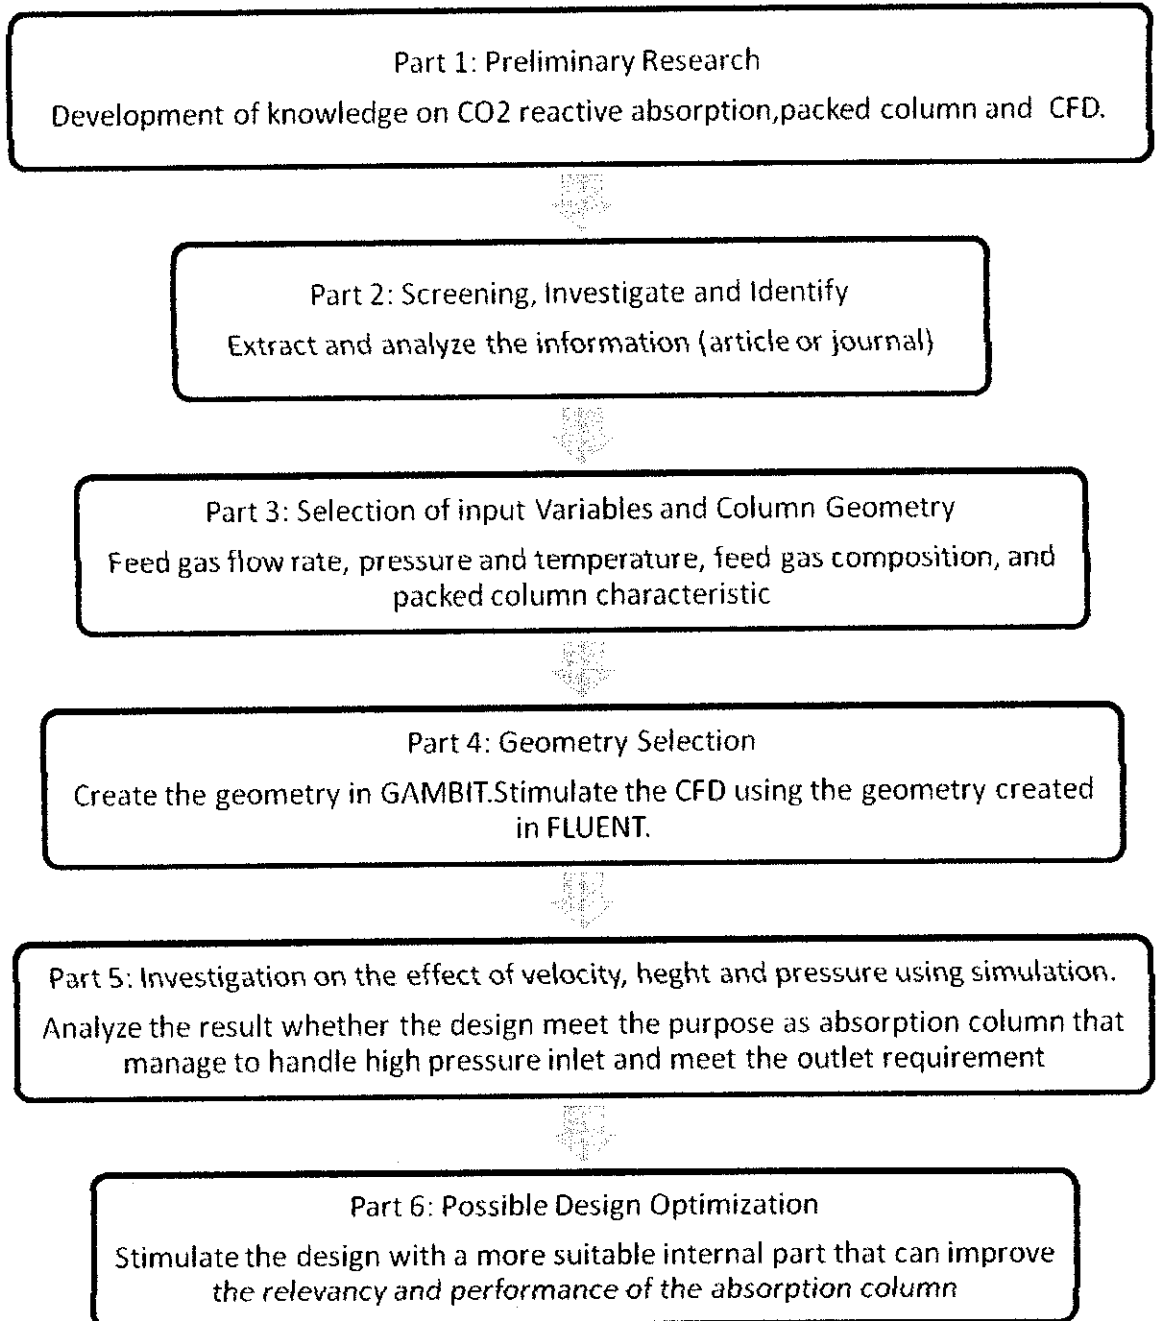 Part 1: Preliminary Research
Development of knowledge on CO2 reactive absorption,packed column and CFD.
Part 2: Screening, Investigate and Identify
Extract and analyze the information (article or journal)
Part 3: Selection of input Variables and Column Geometry
Feed gas flow rate, pressure and temperature, feed gas composition, and
packed column characteristic
Part 4: Geometry Selection
Create the geometry in GAMBIT.Stimulate the CFD using the geometry created
in FLUENT.
Part 5: Investigation on the effect of velocity, heght and pressure using simulation.
Analyze the result whether the design meet the purpose as absorption column that
manage to handle high pressure inlet and meet the outlet requirement
Part 6: Possible Design Optimization
Stimulate the design with a more suitable internal part that can improve
the relevancy and performance of the absorption column